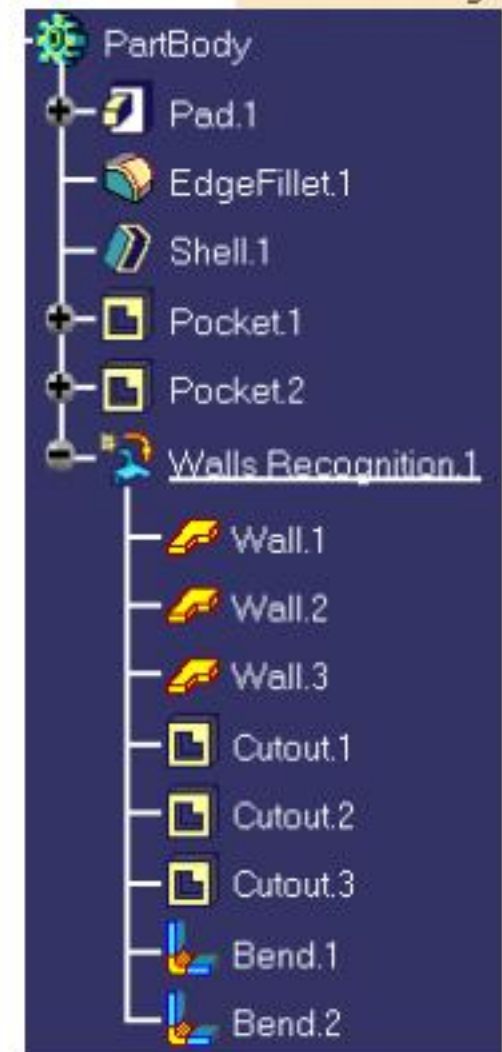 PartBody
Pad.1
EdgeFillet.1
Shell.1
Pocket.1
Pocket.2
Walls Recognition.1
Wall.1
Wall.2
Wall.3
Cutout.1
Cutout.2
Cutout.3
Bend.1
Bend.2